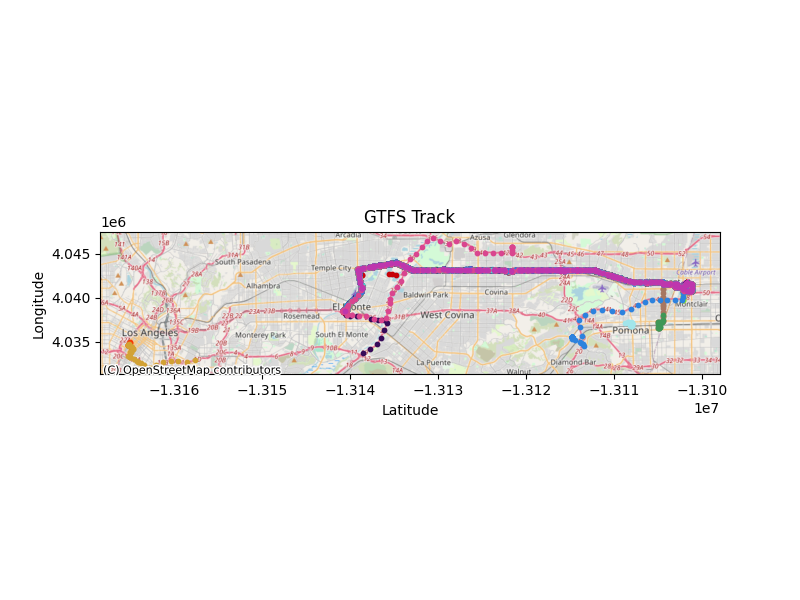 GTFS Track
1e6
4.045
4.040
4.035
Longitude
Arcadia
Azusa
Glendora
South Pasadena
Temple City
Cable Airport
Alhambra
Baldwin Park
Covina
El Monte
Montclair
Rosemead
West Covina
Los Angeles
Monterey Park
South El Monte
Pomona
La Puente
Diamond Bar
Walnut
(C) OpenStreetMap contributors
−1.316
−1.315
−1.314
−1.313
−1.312
−1.311
−1.310
Latitude
1e7